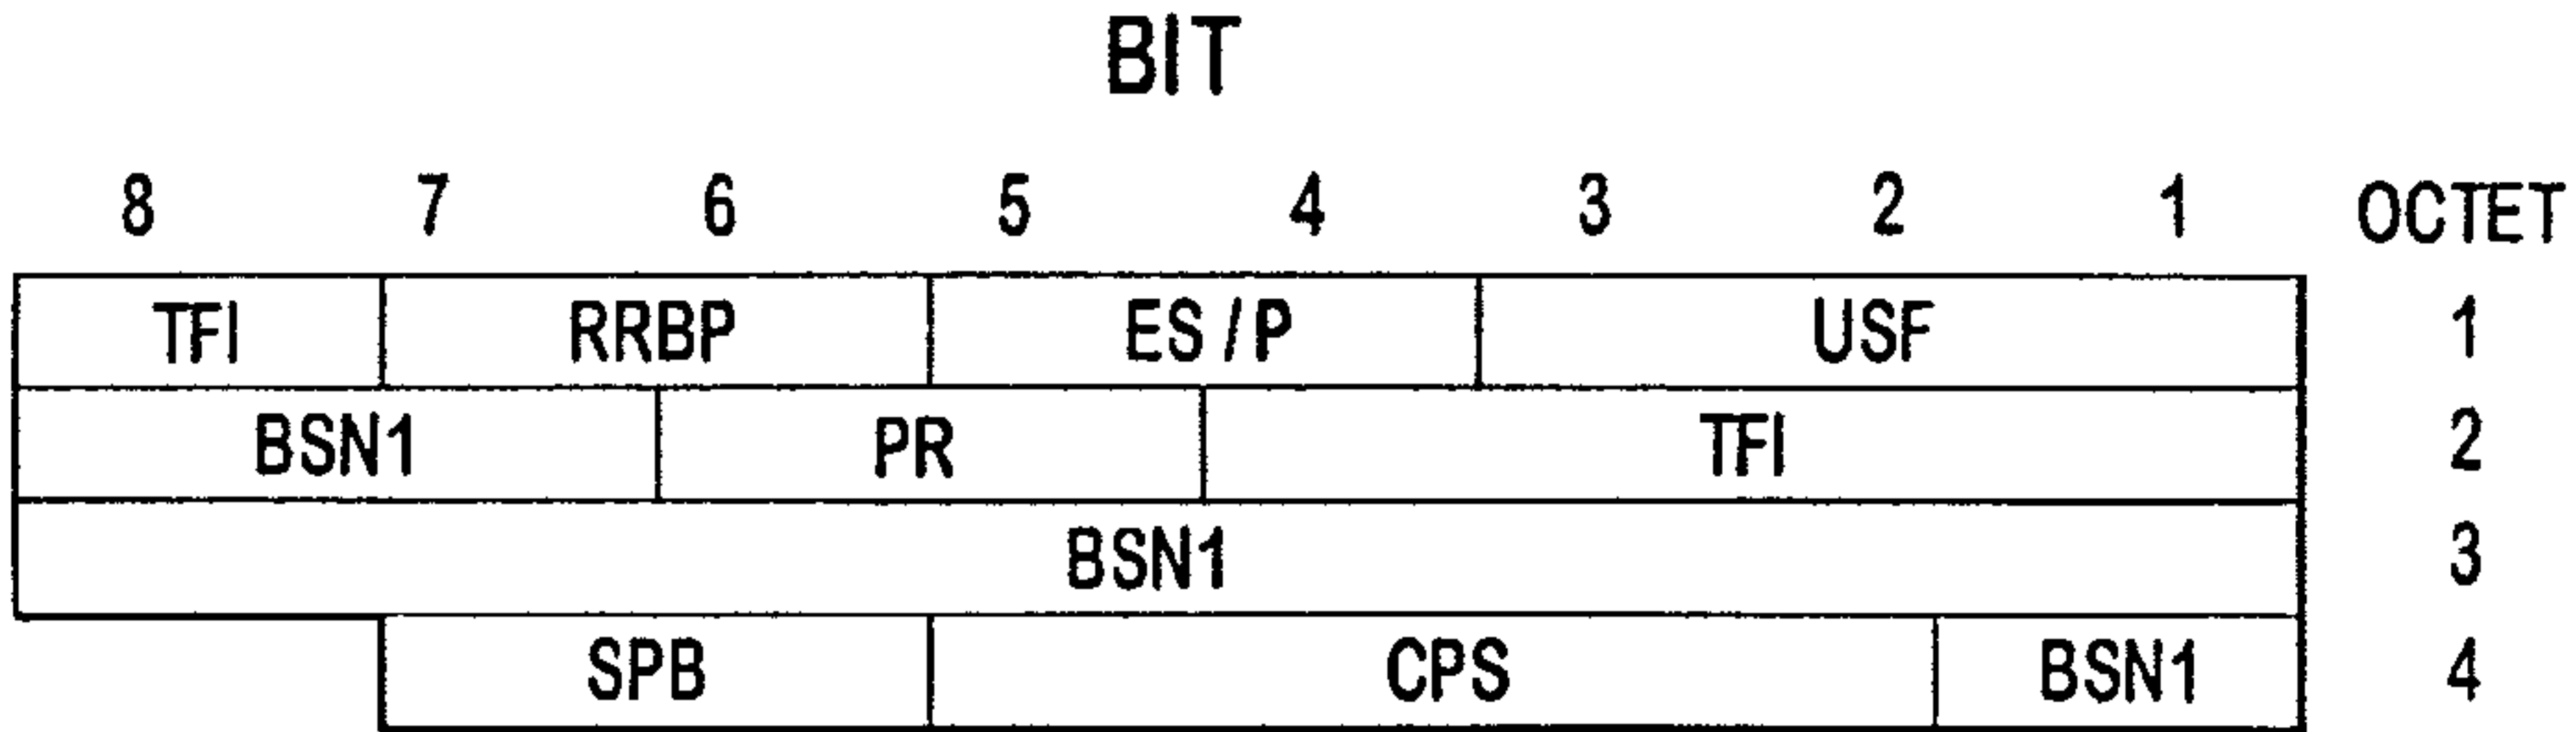 BIT
8 7 6 5 4 3 2 1 OCTET
TFI RRBP ES / P USF 1
BSN1 PR TFI 2
BSN1 3
SPB CPS BSN1 4